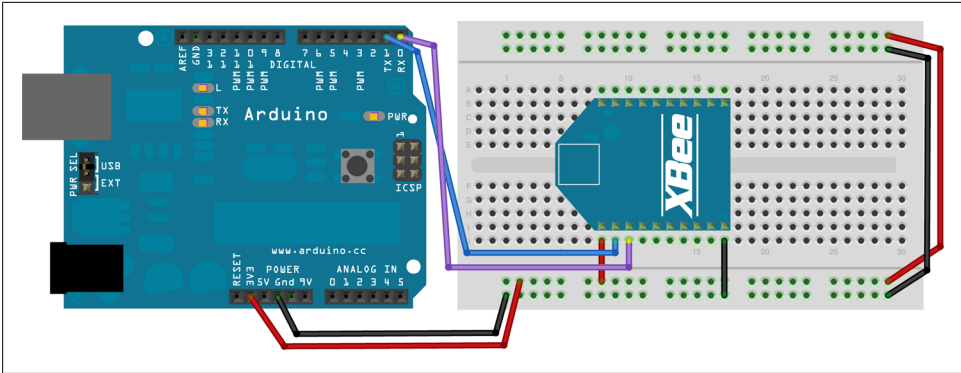 AREF
GND
13
12
11
10
9
8
7
6
5
4
3
2
1
0
TX
RX
DIGITAL
PWM
PWM
PWM
PWM
PWM
PWM
L
TX
RX
Arduino
PWR
1
ICSP
PWR SEL
USB
EXT
www.arduino.cc
POWER
ANALOG IN
RESET
3V3
5V
Gnd
9V
0 1 2 3 4 5
XBee
1 5 10 15 20 25 30
A
B
C
D
E
F
G
H
I
1 5 25 30